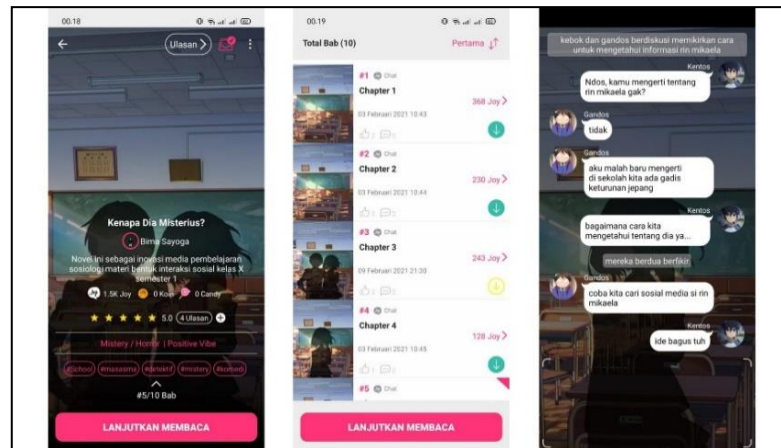 00.18
Ulasan >
Kenapa Dia Misterius?
Bima Sayoga
Novel ini sebagai inovasi media pembelajaran
sosiologi materi bentuk interaksi sosial kelas X
semester 1
1.5K Joy 0 Koin 0 Candy
5.0 (4 Ulasan)
Mistery / Horror | Positive Vibe
#school #masasma #detektif #mistery #komedi
#5/10 Bab
LANJUTKAN MEMBACA
00.19
Total Bab (10)
Pertama
#1 Chat
Chapter 1
368 Joy >
03 Februari 2021 10:43
#2 Chat
Chapter 2
230 Joy >
03 Februari 2021 10:44
#3 Chat
Chapter 3
243 Joy >
09 Februari 2021 21:30
#4 Chat
Chapter 4
128 Joy >
03 Februari 2021 10:45
#5 Chat
LANJUTKAN MEMBACA
kebok dan gandos berdiskusi memikirkan cara
untuk mengetahui informasi rin mikaela
Kentos
Ndos, kamu mengerti tentang
rin mikaela gak?
Gandos
tidak
Gandos
aku malah baru mengerti
di sekolah kita ada gadis
keturunan jepang
Kentos
bagaimana cara kita
mengetahui tentang dia ya...
mereka berdua berfikir
Gandos
coba kita cari sosial media si rin
mikaela
Kentos
ide bagus tuh